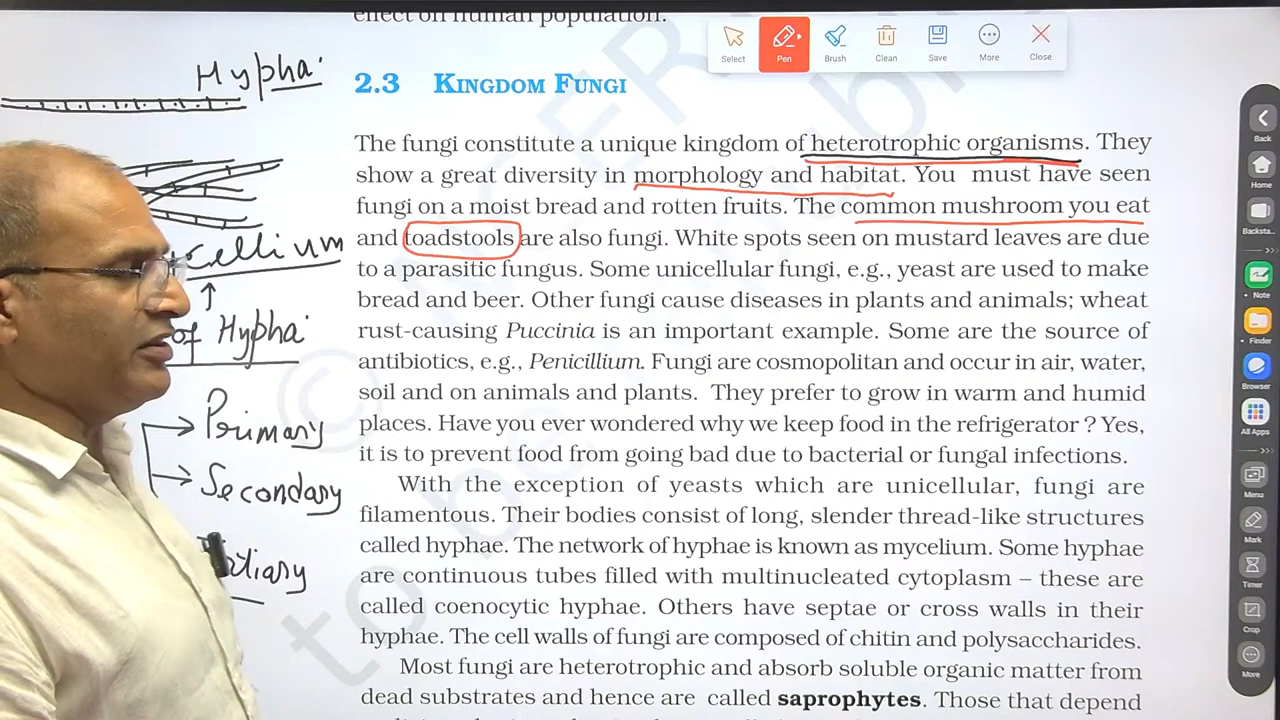 effect on human population.
Select
Pen
Brush
Clean
Save
More
Close
Hypha
2.3 KINGDOM FUNGI
The fungi constitute a unique kingdom of heterotrophic organisms. They
show a great diversity in morphology and habitat. You must have seen
fungi on a moist bread and rotten fruits. The common mushroom you eat
and toadstools are also fungi. White spots seen on mustard leaves are due
to a parasitic fungus. Some unicellular fungi, e.g., yeast are used to make
bread and beer. Other fungi cause diseases in plants and animals; wheat
rust-causing Puccinia is an important example. Some are the source of
antibiotics, e.g., Penicillium. Fungi are cosmopolitan and occur in air, water,
soil and on animals and plants. They prefer to grow in warm and humid
places. Have you ever wondered why we keep food in the refrigerator ? Yes,
it is to prevent food from going bad due to bacterial or fungal infections.
With the exception of yeasts which are unicellular, fungi are
filamentous. Their bodies consist of long, slender thread-like structures
called hyphae. The network of hyphae is known as mycelium. Some hyphae
are continuous tubes filled with multinucleated cytoplasm – these are
called coenocytic hyphae. Others have septae or cross walls in their
hyphae. The cell walls of fungi are composed of chitin and polysaccharides.
Most fungi are heterotrophic and absorb soluble organic matter from
dead substrates and hence are called saprophytes. Those that depend
of Hypha
Primary
Secondary
Back
Home
Backsta..
Note
Finder
Browser
All Apps
Menu
Mark
Timer
Crop
More
© NCERT
to be